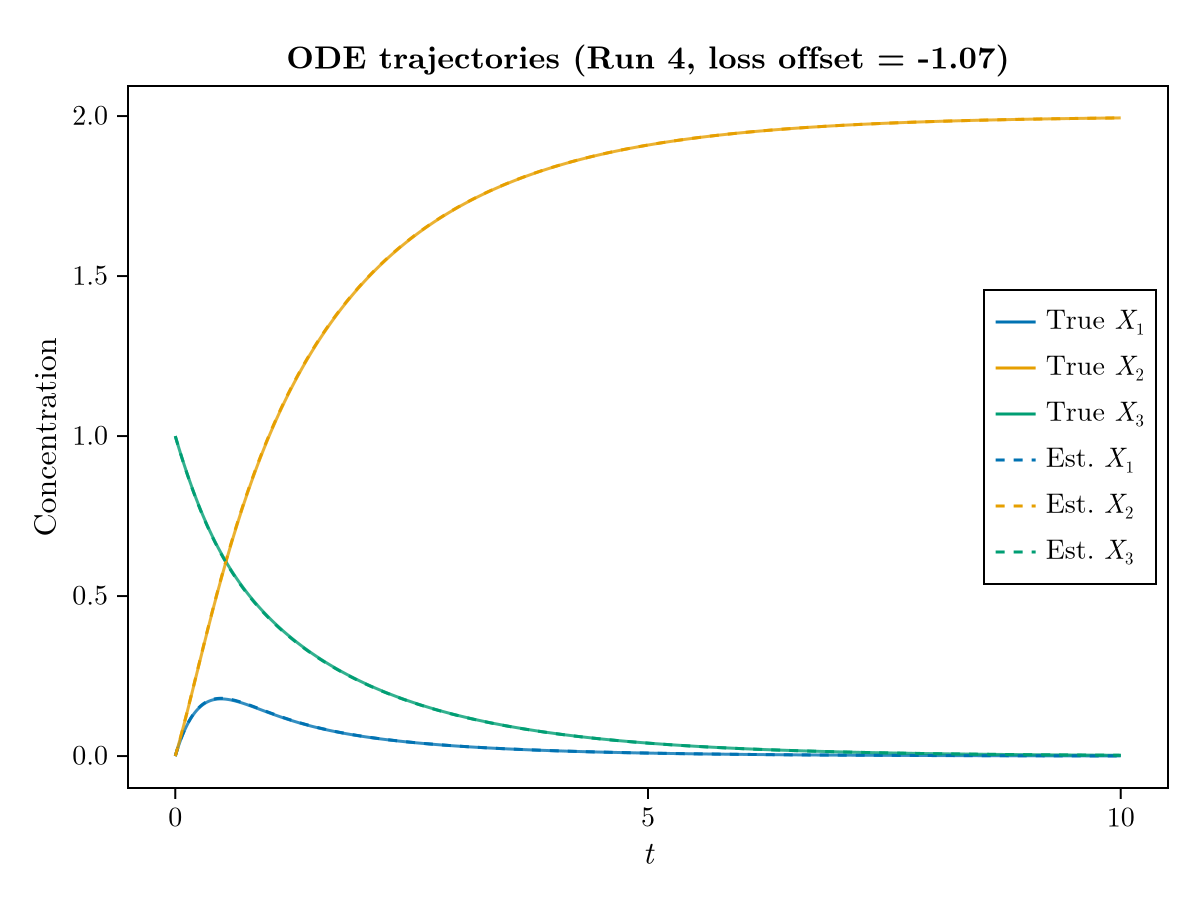 ODE trajectories (Run 4, loss offset = -1.07)
2.0
1.5
1.0
0.5
0.0
Concentration
0 5 10
t
True X₁
True X₂
True X₃
Est. X₁
Est. X₂
Est. X₃